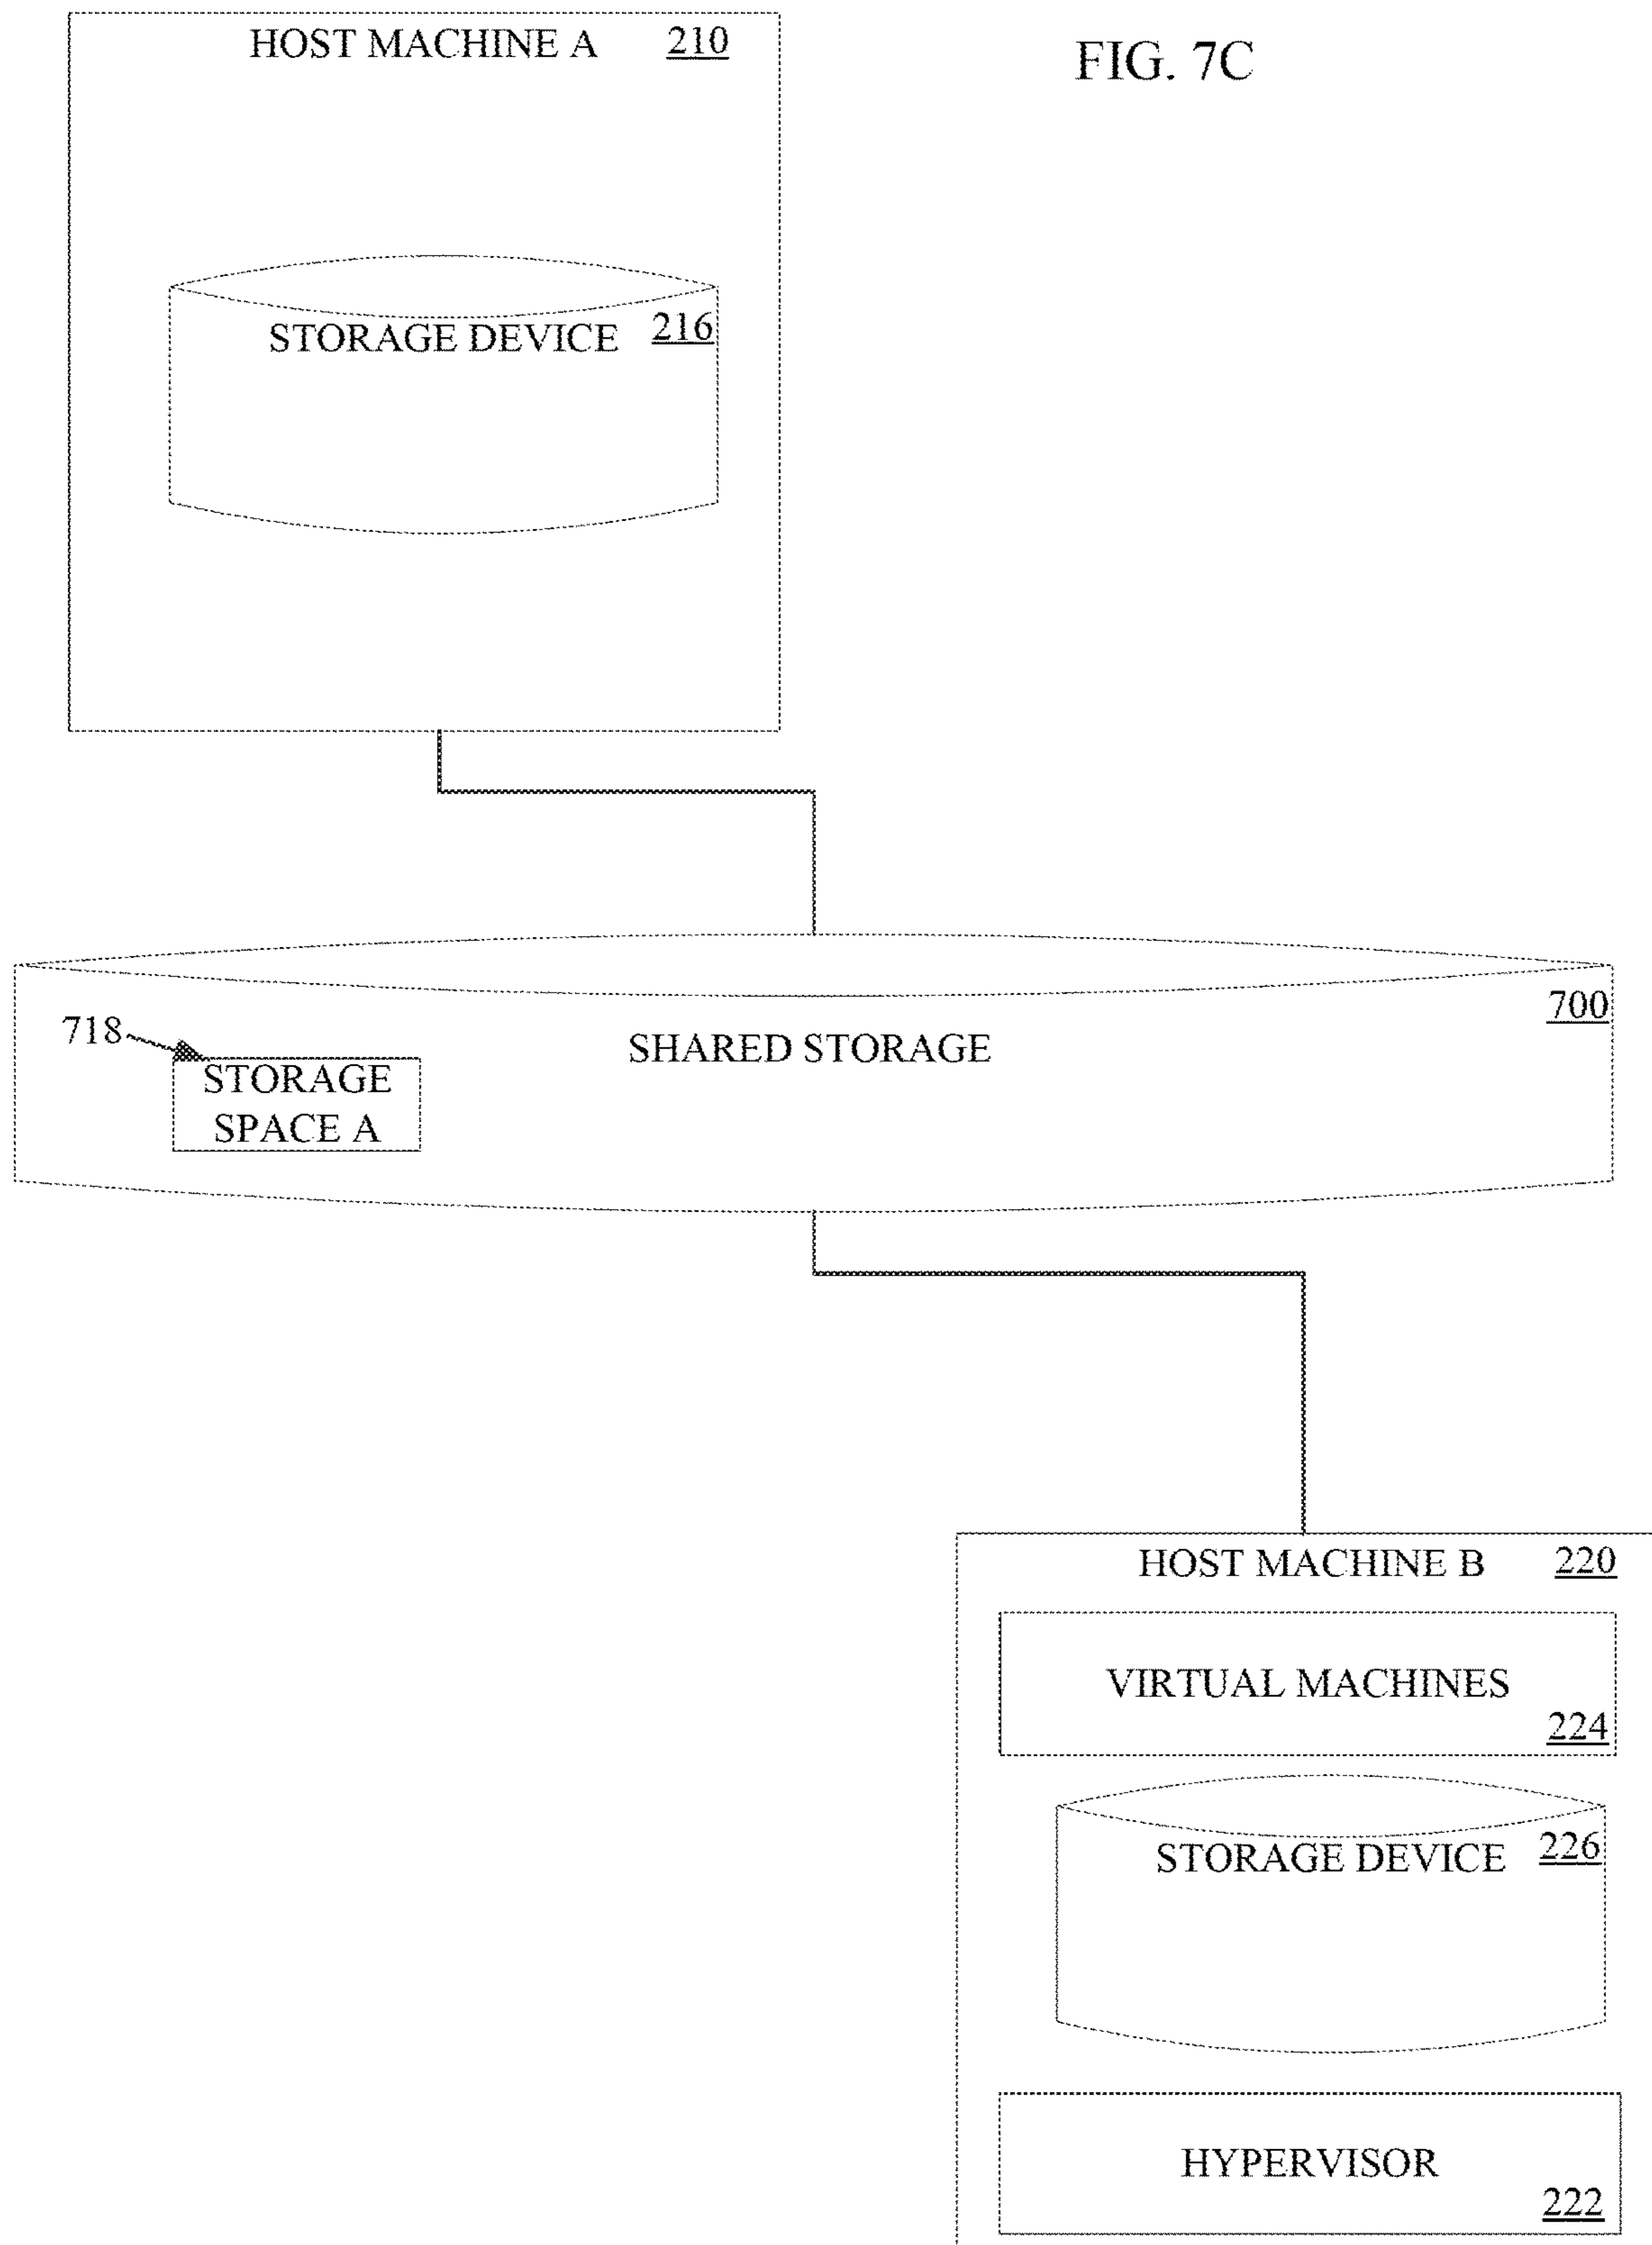 HOST MACHINE A 210
FIG. 7C
STORAGE DEVICE 216
700
718
SHARED STORAGE
STORAGE
SPACE A
HOST MACHINE B 220
VIRTUAL MACHINES
224
STORAGE DEVICE 226
HYPERVISOR
222